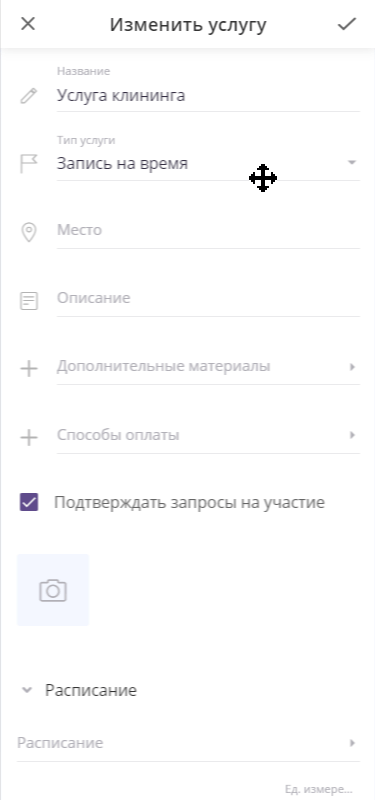 Изменить услугу
Название
Услуга клининга
Тип услуги
Запись на время
Место
Описание
Дополнительные материалы
Способы оплаты
Подтверждать запросы на участие
Расписание
Расписание
Ед. измере...